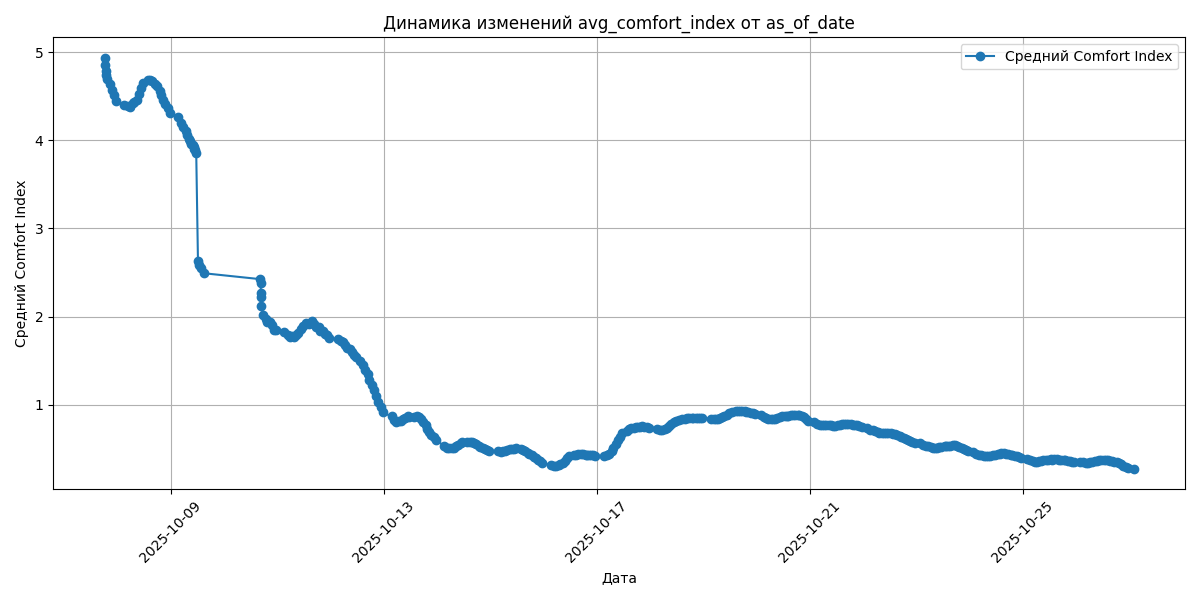 Динамика изменений avg_comfort_index от as_of_date
Средний Comfort Index
Средний Comfort Index
5
4
3
2
1
2025-10-09
2025-10-13
2025-10-17
2025-10-21
2025-10-25
Дата